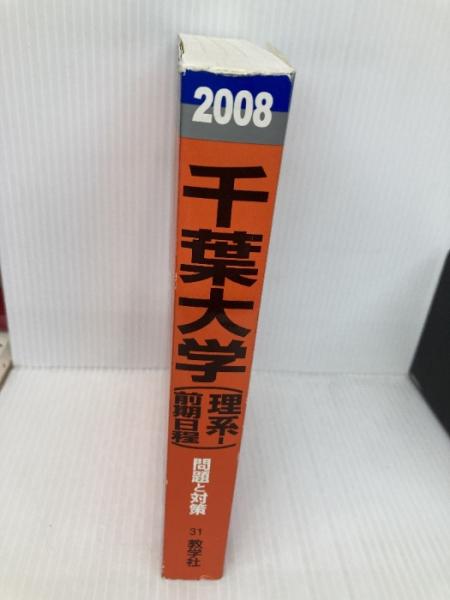 2008
千葉大学
(理系-
前期日程)
問題と対策
31
教学社